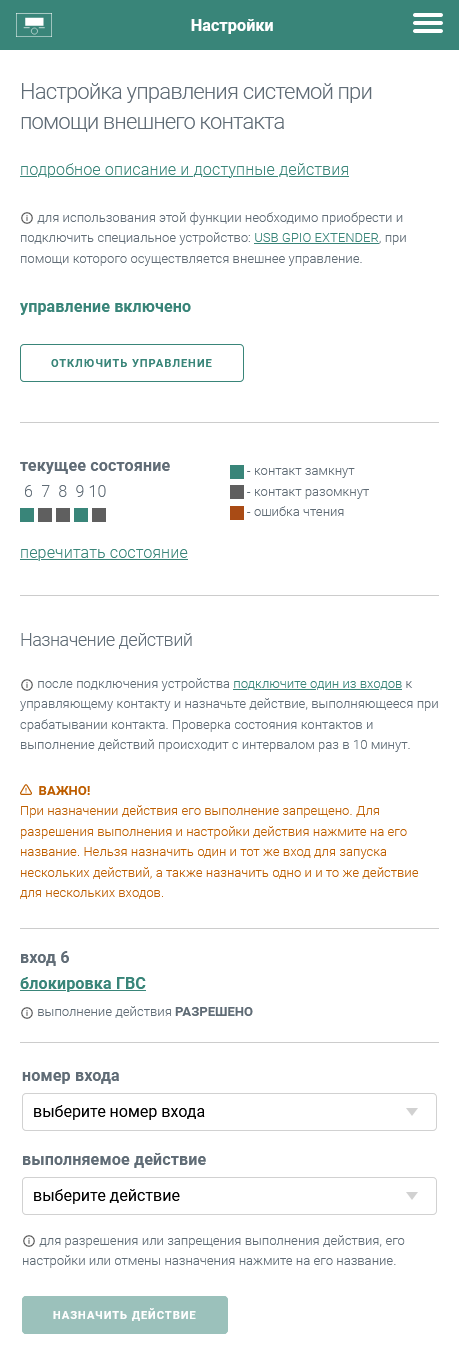 Настройки
Настройка управления системой при
помощи внешнего контакта
подробное описание и доступные действия
для использования этой функции необходимо приобрести и
подключить специальное устройство: USB GPIO EXTENDER, при
помощи которого осуществляется внешнее управление.
управление включено
ОТКЛЮЧИТЬ УПРАВЛЕНИЕ
текущее состояние
6 7 8 9 10
- контакт замкнут
- контакт разомкнут
- ошибка чтения
перечитать состояние
Назначение действий
после подключения устройства подключите один из входов к
управляющему контакту и назначьте действие, выполняющееся при
срабатывании контакта. Проверка состояния контактов и
выполнение действий происходит с интервалом раз в 10 минут.
ВАЖНО!
При назначении действия его выполнение запрещено. Для
разрешения выполнения и настройки действия нажмите на его
название. Нельзя назначить один и тот же вход для запуска
нескольких действий, а также назначить одно и и то же действие
для нескольких входов.
вход 6
блокировка ГВС
выполнение действия РАЗРЕШЕНО
номер входа
выберите номер входа
выполняемое действие
выберите действие
для разрешения или запрещения выполнения действия, его
настройки или отмены назначения нажмите на его название.
НАЗНАЧИТЬ ДЕЙСТВИЕ